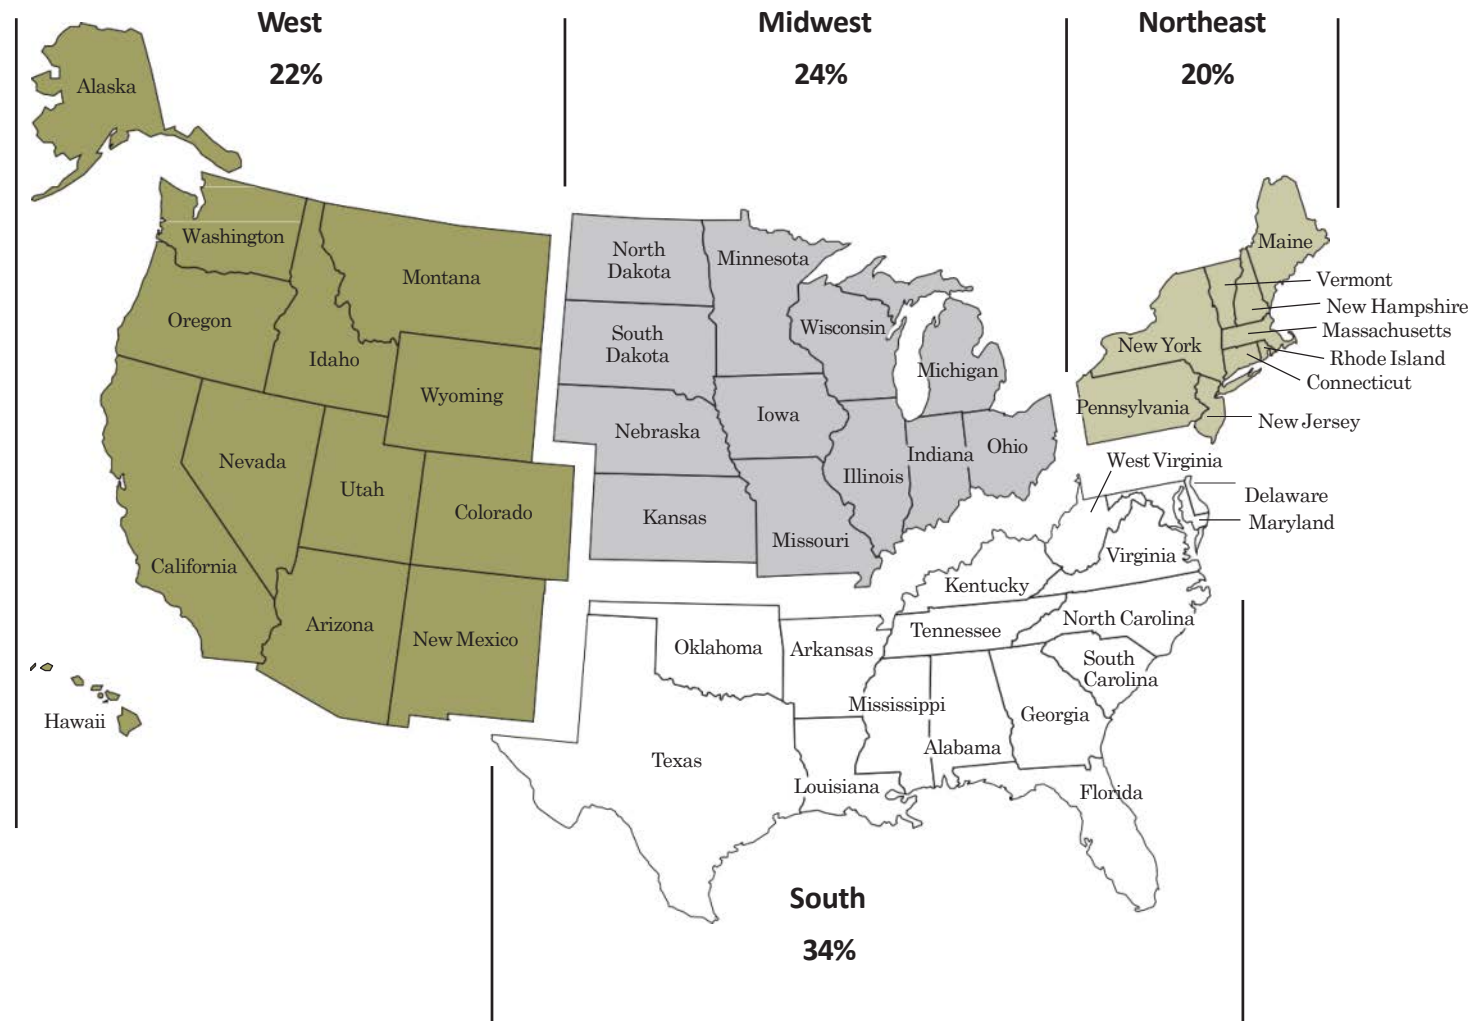 West
22%
Midwest
24%
Northeast
20%
Alaska
Washington
Montana
Oregon
Idaho
Wyoming
Nevada
Utah
Colorado
California
Arizona
New Mexico
Hawaii
North
Dakota
Minnesota
South
Dakota
Wisconsin
Michigan
Iowa
Nebraska
Illinois
Indiana
Ohio
Kansas
Missouri
Maine
Vermont
New Hampshire
Massachusetts
New York
Rhode Island
Connecticut
Pennsylvania
New Jersey
West Virginia
Delaware
Maryland
Virginia
Kentucky
North Carolina
Tennessee
Oklahoma
Arkansas
South
Carolina
Mississippi
Georgia
Alabama
Texas
Louisiana
Florida
South
34%